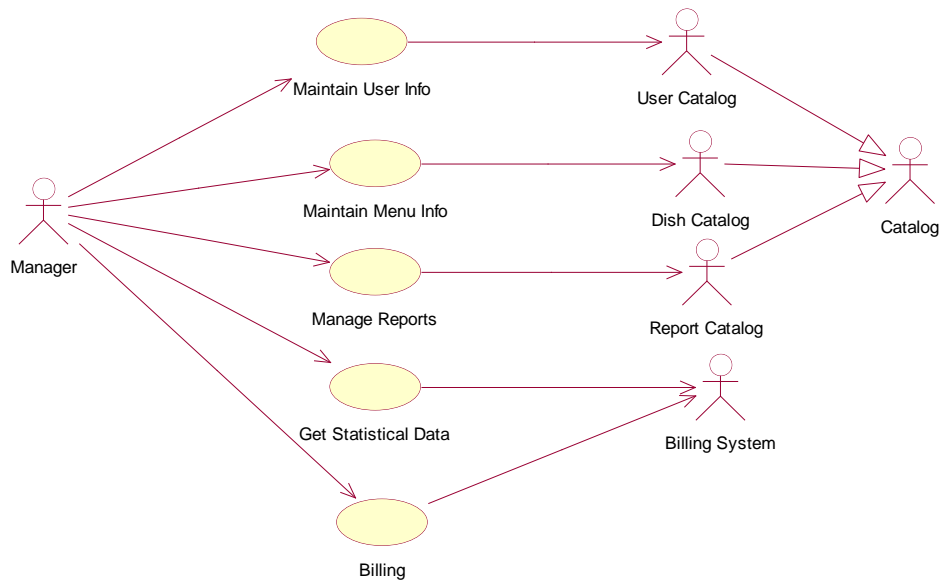 Maintain User Info
User Catalog
Maintain Menu Info
Dish Catalog
Catalog
Manager
Manage Reports
Report Catalog
Get Statistical Data
Billing System
Billing